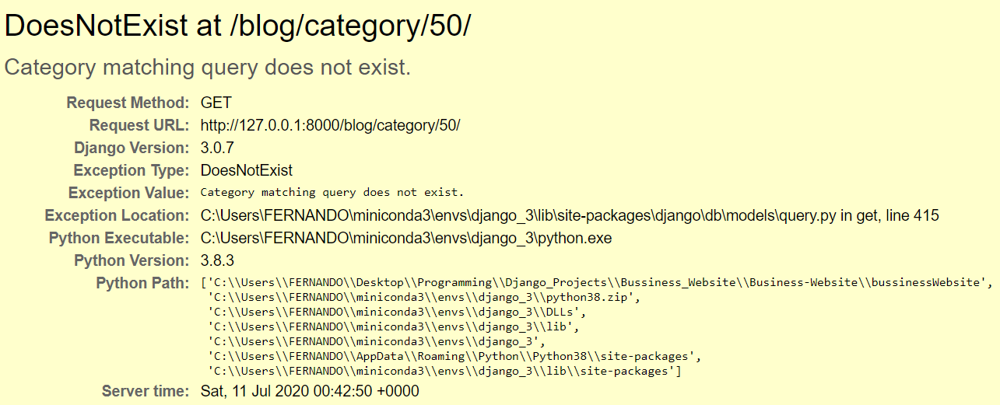 DoesNotExist at /blog/category/50/
Category matching query does not exist.
Request Method: GET
Request URL: http://127.0.0.1:8000/blog/category/50/
Django Version: 3.0.7
Exception Type: DoesNotExist
Exception Value: Category matching query does not exist.
Exception Location: C:\Users\FERNANDO\miniconda3\envs\django_3\lib\site-packages\django\db\models\query.py in get, line 415
Python Executable: C:\Users\FERNANDO\miniconda3\envs\django_3\python.exe
Python Version: 3.8.3
Python Path: ['C:\\Users\\FERNANDO\\Desktop\\Programming\\Django_Projects\\Bussiness_Website\\Business-Website\\bussinessWebsite',
'C:\\Users\\FERNANDO\\miniconda3\\envs\\django_3\\python38.zip',
'C:\\Users\\FERNANDO\\miniconda3\\envs\\django_3\\DLLs',
'C:\\Users\\FERNANDO\\miniconda3\\envs\\django_3\\lib',
'C:\\Users\\FERNANDO\\miniconda3\\envs\\django_3',
'C:\\Users\\FERNANDO\\AppData\\Roaming\\Python\\Python38\\site-packages',
'C:\\Users\\FERNANDO\\miniconda3\\envs\\django_3\\lib\\site-packages']
Server time: Sat, 11 Jul 2020 00:42:50 +0000